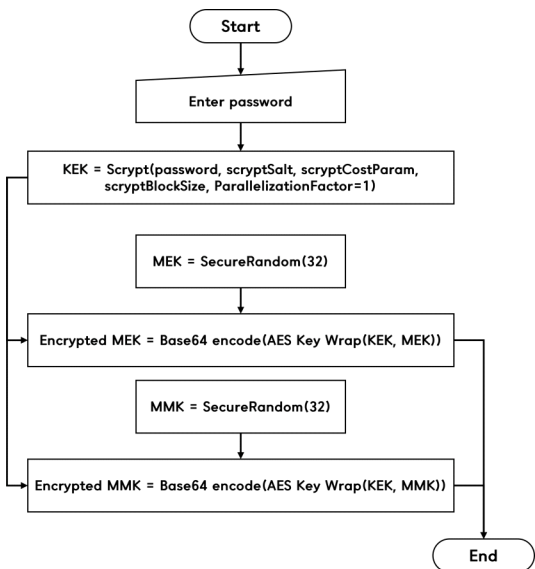 Start
Enter password
KEK = Scrypt(password, scryptSalt, scryptCostParam,
scryptBlockSize, ParallelizationFactor=1)
MEK = SecureRandom(32)
Encrypted MEK = Base64 encode(AES Key Wrap(KEK, MEK))
MMK = SecureRandom(32)
Encrypted MMK = Base64 encode(AES Key Wrap(KEK, MMK))
End